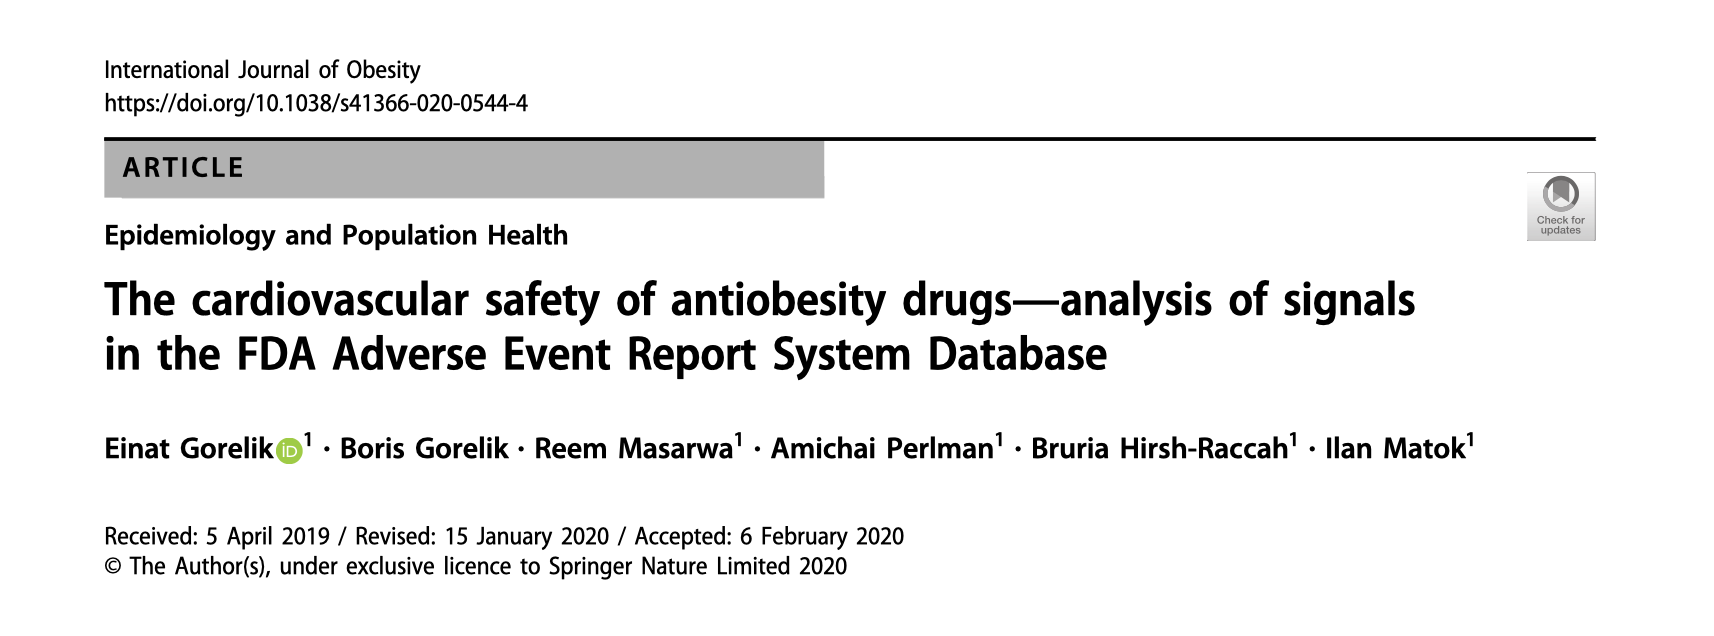 International Journal of Obesity
https://doi.org/10.1038/s41366-020-0544-4
ARTICLE
Check for
updates
Epidemiology and Population Health
The cardiovascular safety of antiobesity drugs—analysis of signals
in the FDA Adverse Event Report System Database
Einat Gorelik iD 1 · Boris Gorelik · Reem Masarwa1 · Amichai Perlman1 · Bruria Hirsh-Raccah1 · Ilan Matok1
Received: 5 April 2019 / Revised: 15 January 2020 / Accepted: 6 February 2020
© The Author(s), under exclusive licence to Springer Nature Limited 2020